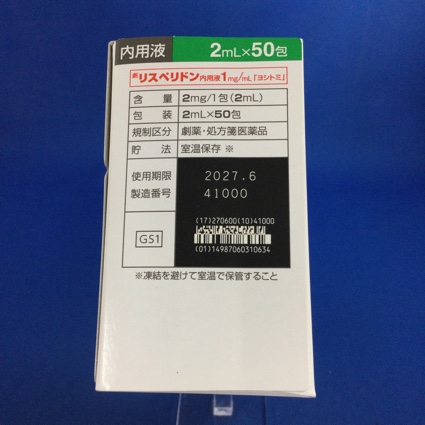 内用液 2mL×50包
劇 リスペリドン内用液1mg/mL「ヨシトミ」
含 量 2mg/1包(2mL)
包 装 2mL×50包
規制区分 劇薬・処方箋医薬品
貯 法 室温保存 ※
使用期限 2027.6
製造番号 41000
(17)270600(10)41000
GS1
(01)14987060310634
※凍結を避けて室温で保管すること